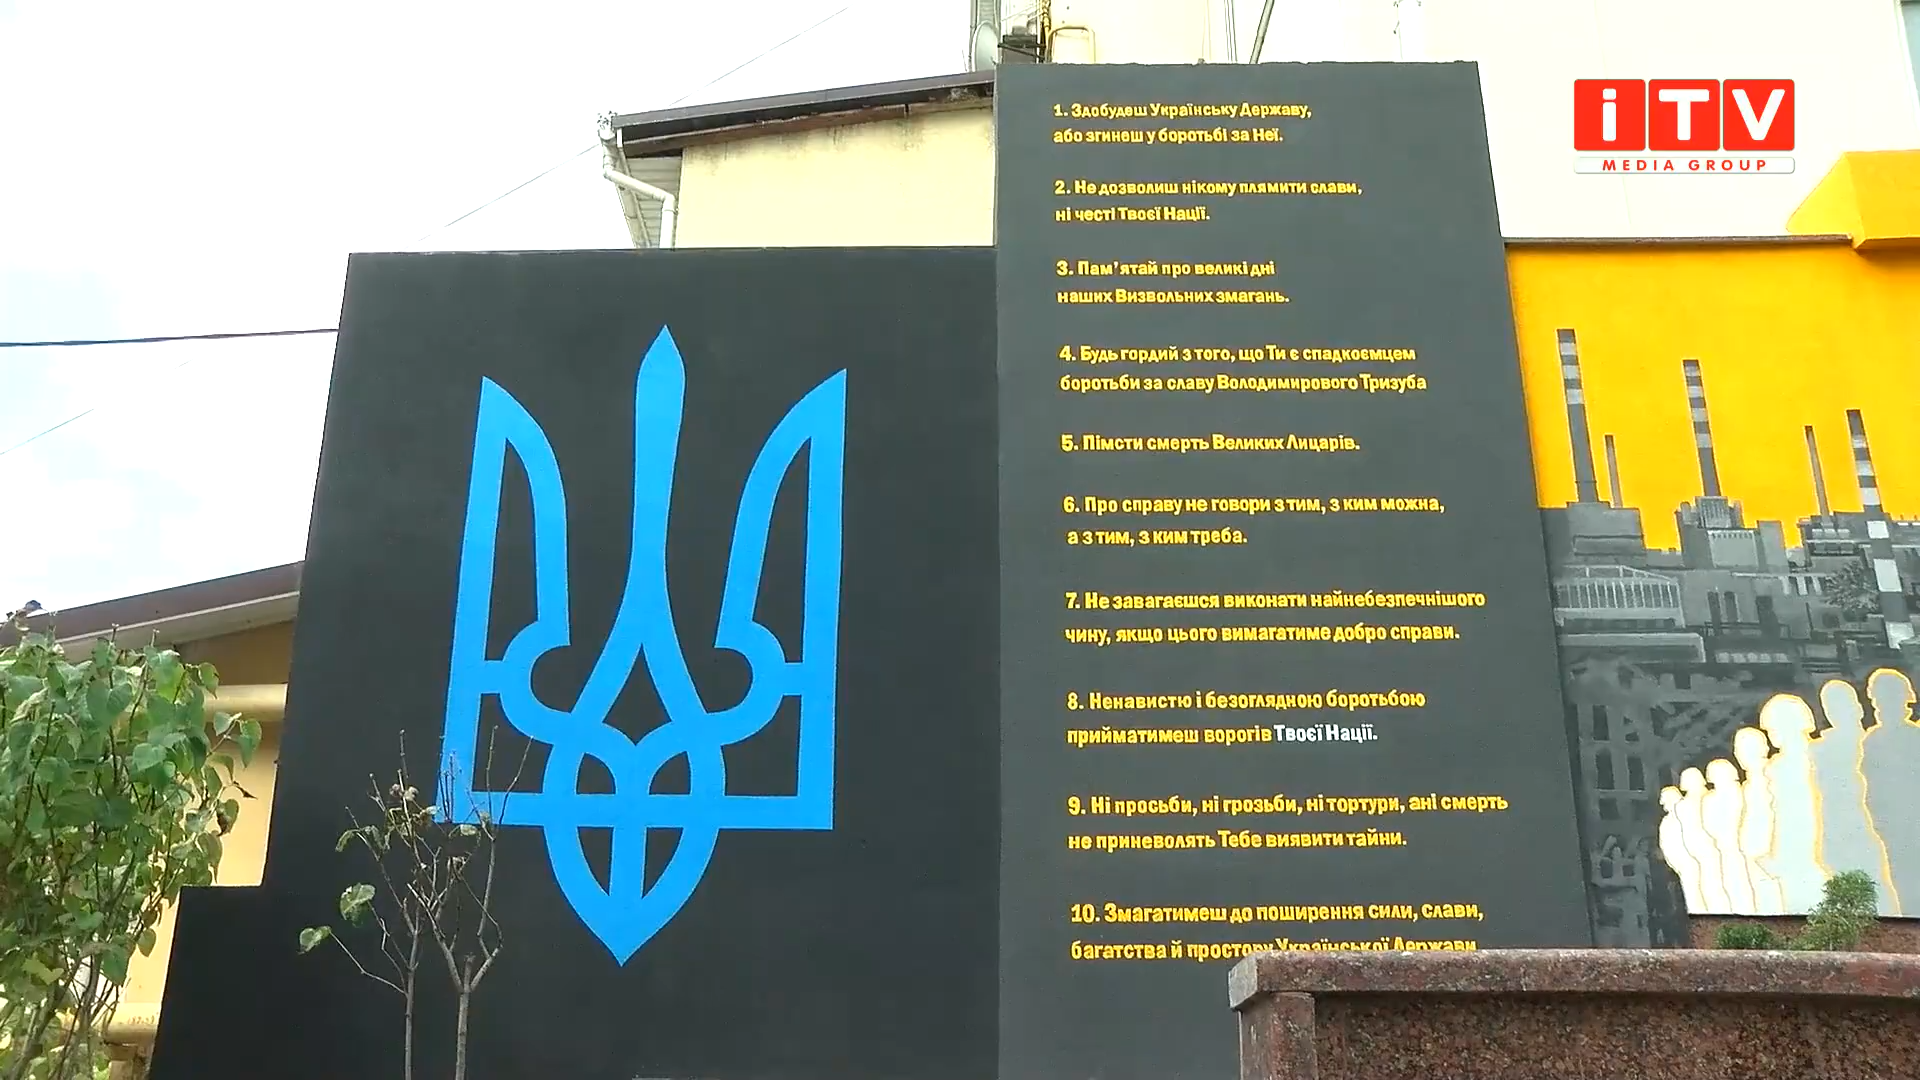 iTV
MEDIA GROUP
1. Здобудеш Українську Державу,
або згинеш у боротьбі за Неї.
2. Не дозволиш нікому плямити слави,
ні честі Твоєї Нації.
3. Пам'ятай про великі дні
наших Визвольних змагань.
4. Будь гордий з того, що Ти є спадкоємцем
боротьби за славу Володимирового Тризуба
5. Пімсти смерть Великих Лицарів.
6. Про справу не говори з тим, з ким можна,
а з тим, з ким треба.
7. Не завагаєшся виконати найнебезпечнішого
чину, якщо цього вимагатиме добро справи.
8. Ненавистю і безоглядною боротьбою
прийматимеш ворогів Твоєї Нації.
9. Ні просьби, ні грозьби, ні тортури, ані смерть
не приневолять Тебе виявити тайни.
10. Змагатимеш до поширення сили, слави,
багатства й простору Української Держави